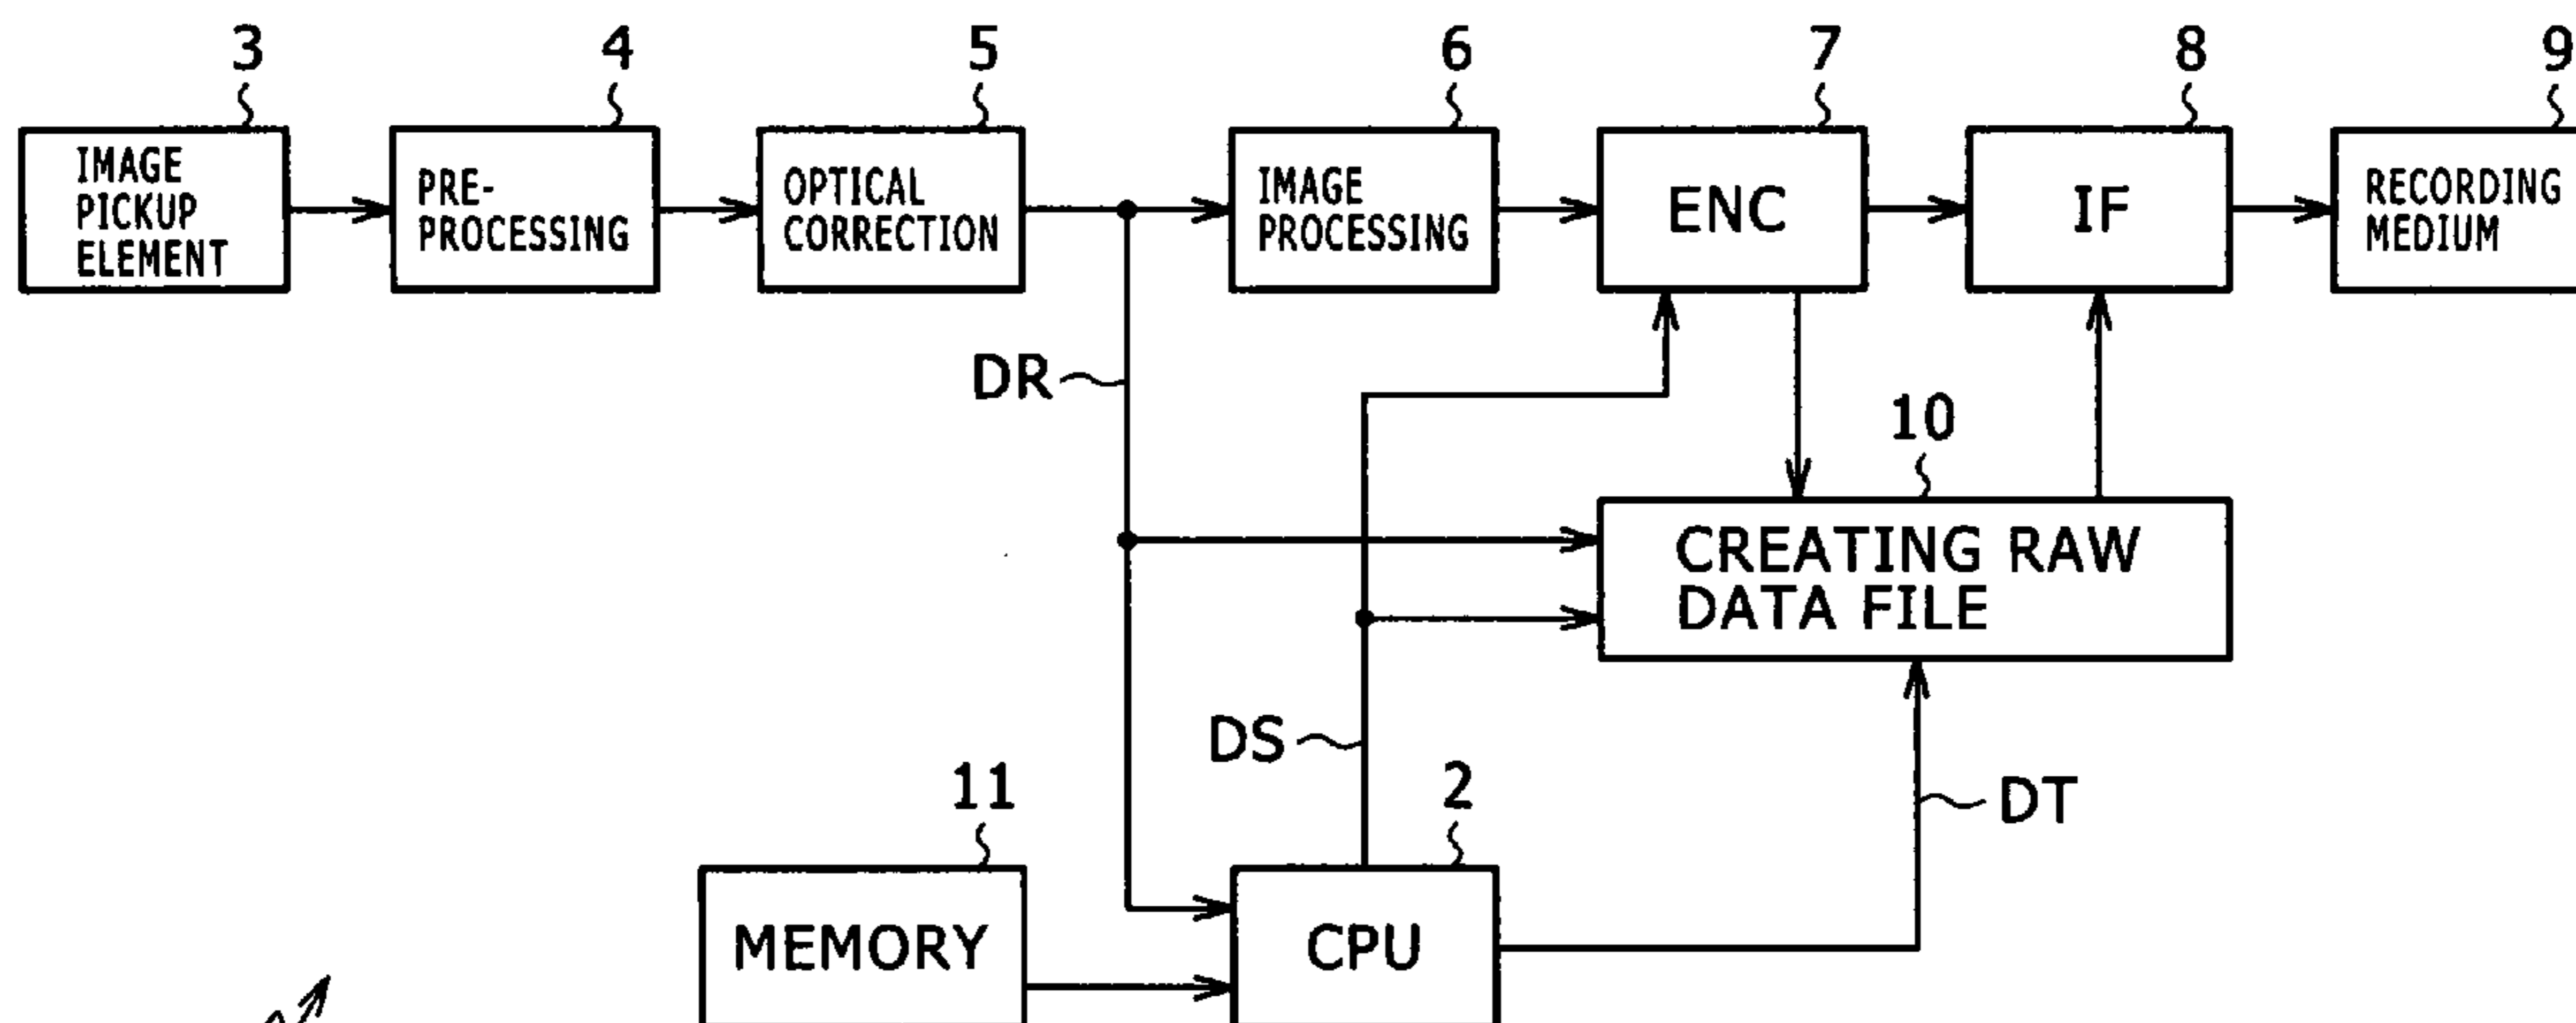 3
4
5
6
7
8
9
IMAGE
PICKUP
ELEMENT
PRE-
PROCESSING
OPTICAL
CORRECTION
IMAGE
PROCESSING
ENC
IF
RECORDING
MEDIUM
DR
10
CREATING RAW
DATA FILE
DS
DT
11
2
MEMORY
CPU